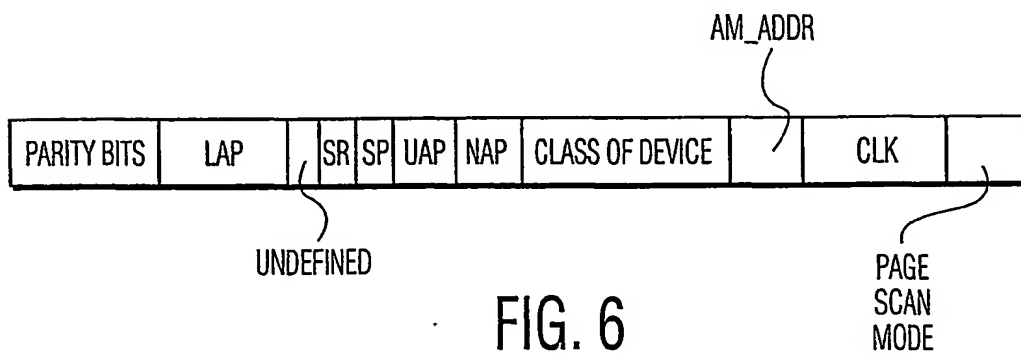 AM_ADDR
PARITY BITS LAP SR SP UAP NAP CLASS OF DEVICE CLK
UNDEFINED
PAGE
SCAN
MODE
FIG. 6